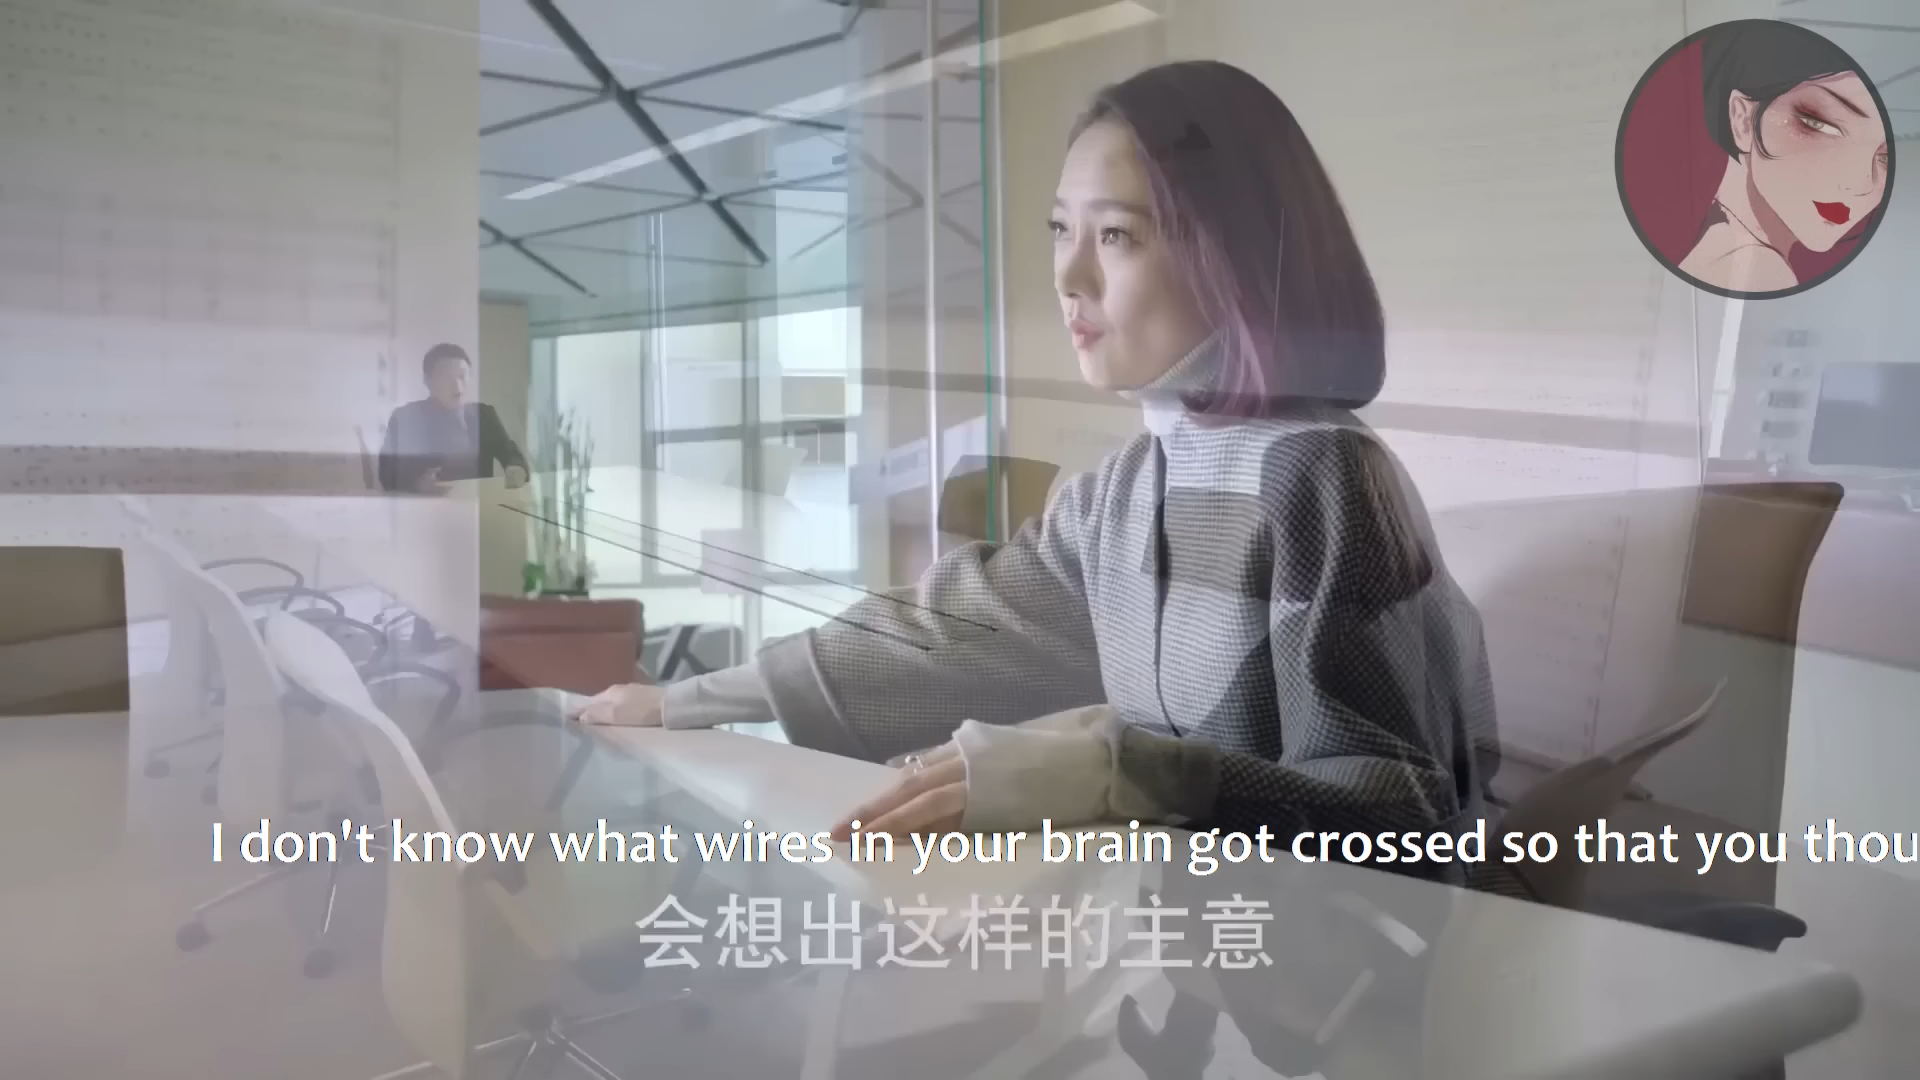 I don't know what wires in your brain got crossed so that you thou
会想出这样的主意